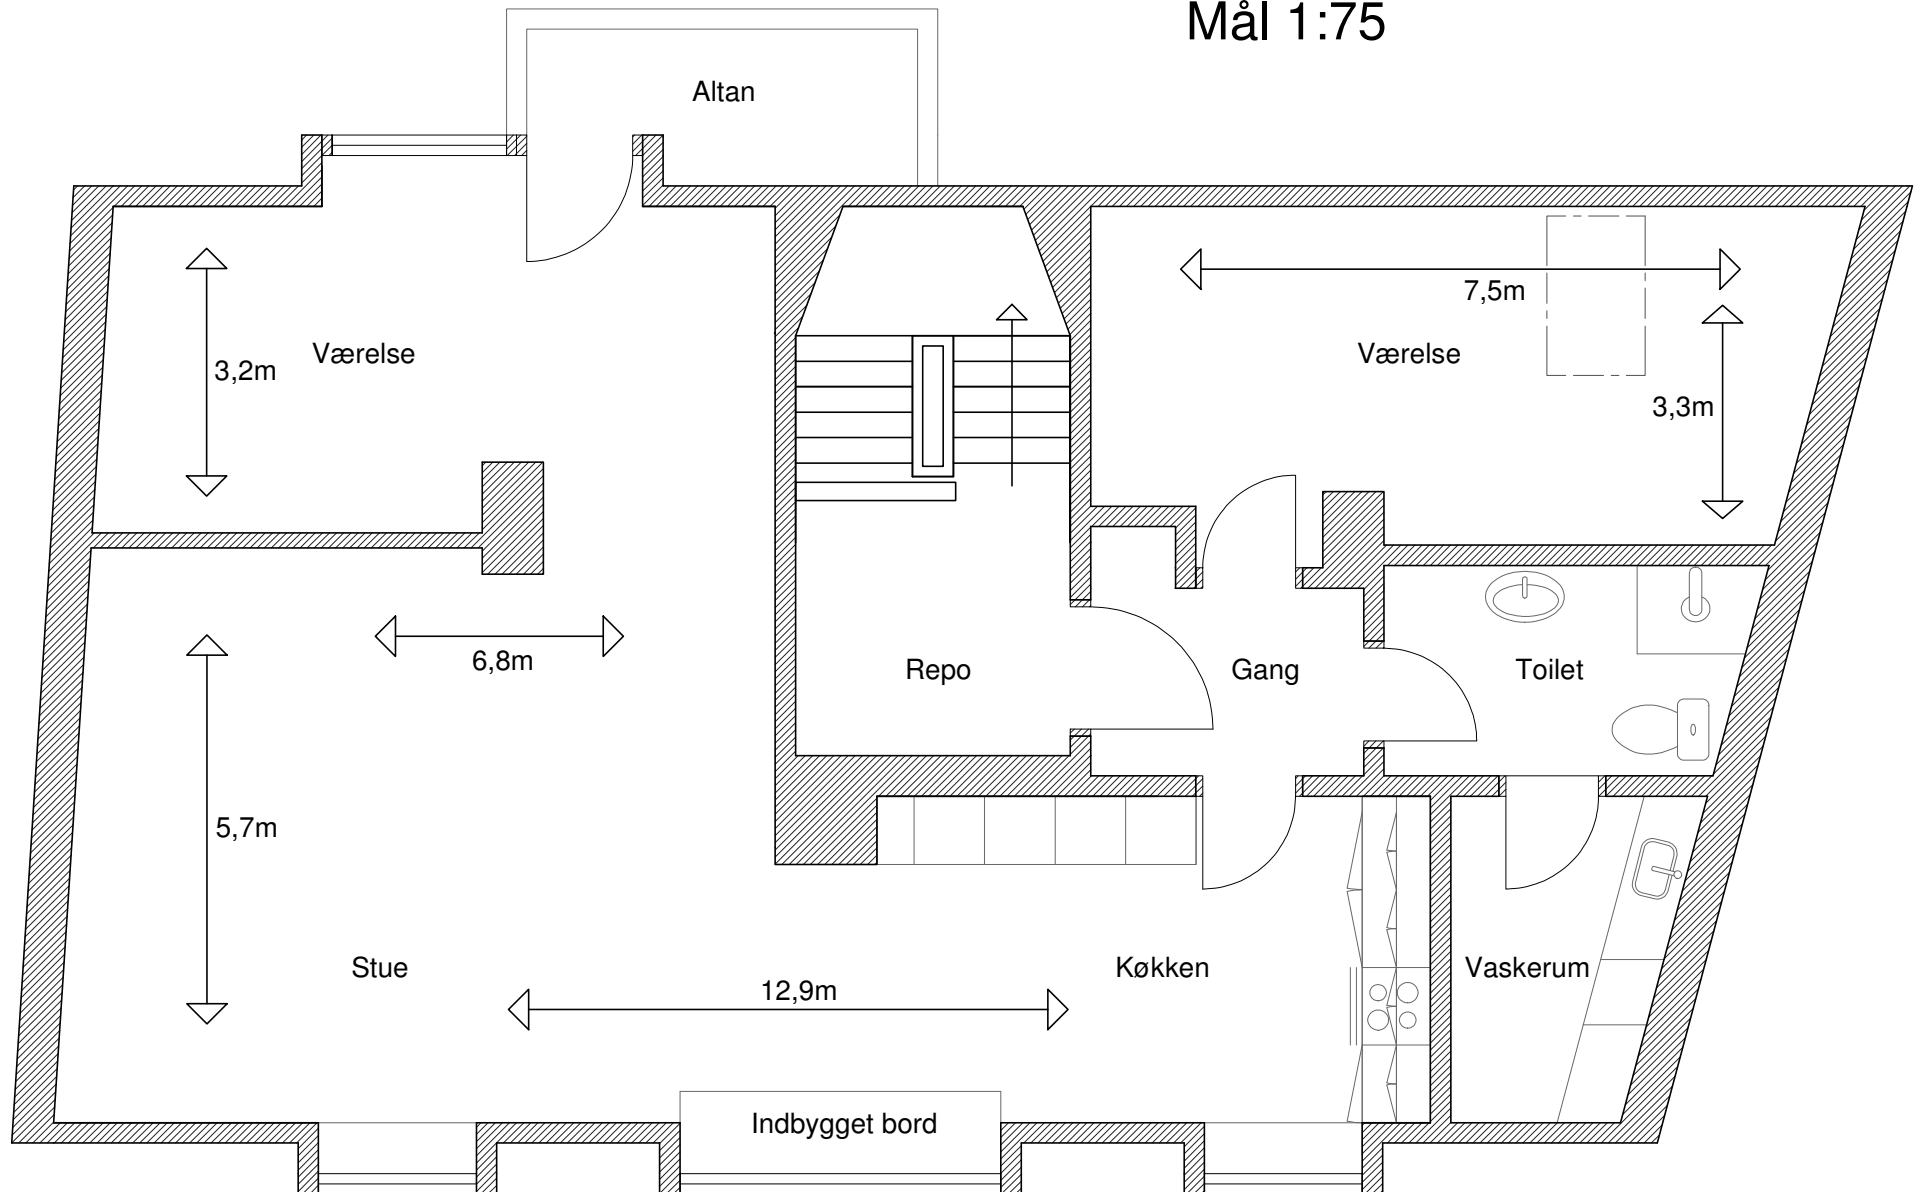 Mål 1:75
Altan
7,5m
Værelse
3,2m
Værelse
3,3m
6,8m
Repo
Gang
Toilet
5,7m
Stue
12,9m
Køkken
Vaskerum
Indbygget bord